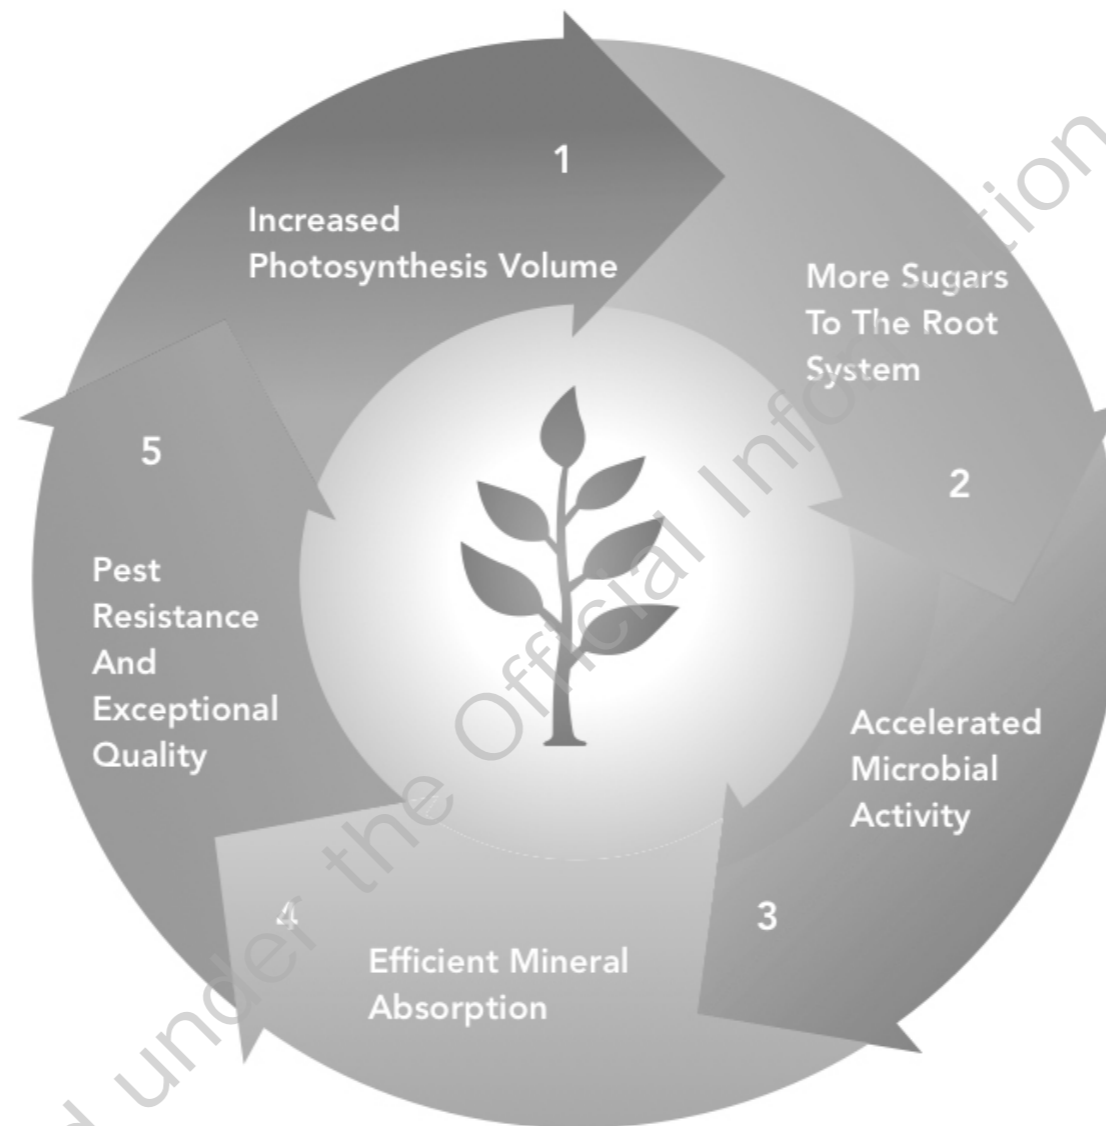 1
Increased
Photosynthesis Volume
More Sugars
To The Root
System
2
Accelerated
Microbial
Activity
3
Efficient Mineral
Absorption
4
Pest
Resistance
And
Exceptional
Quality
5
under the Official Information